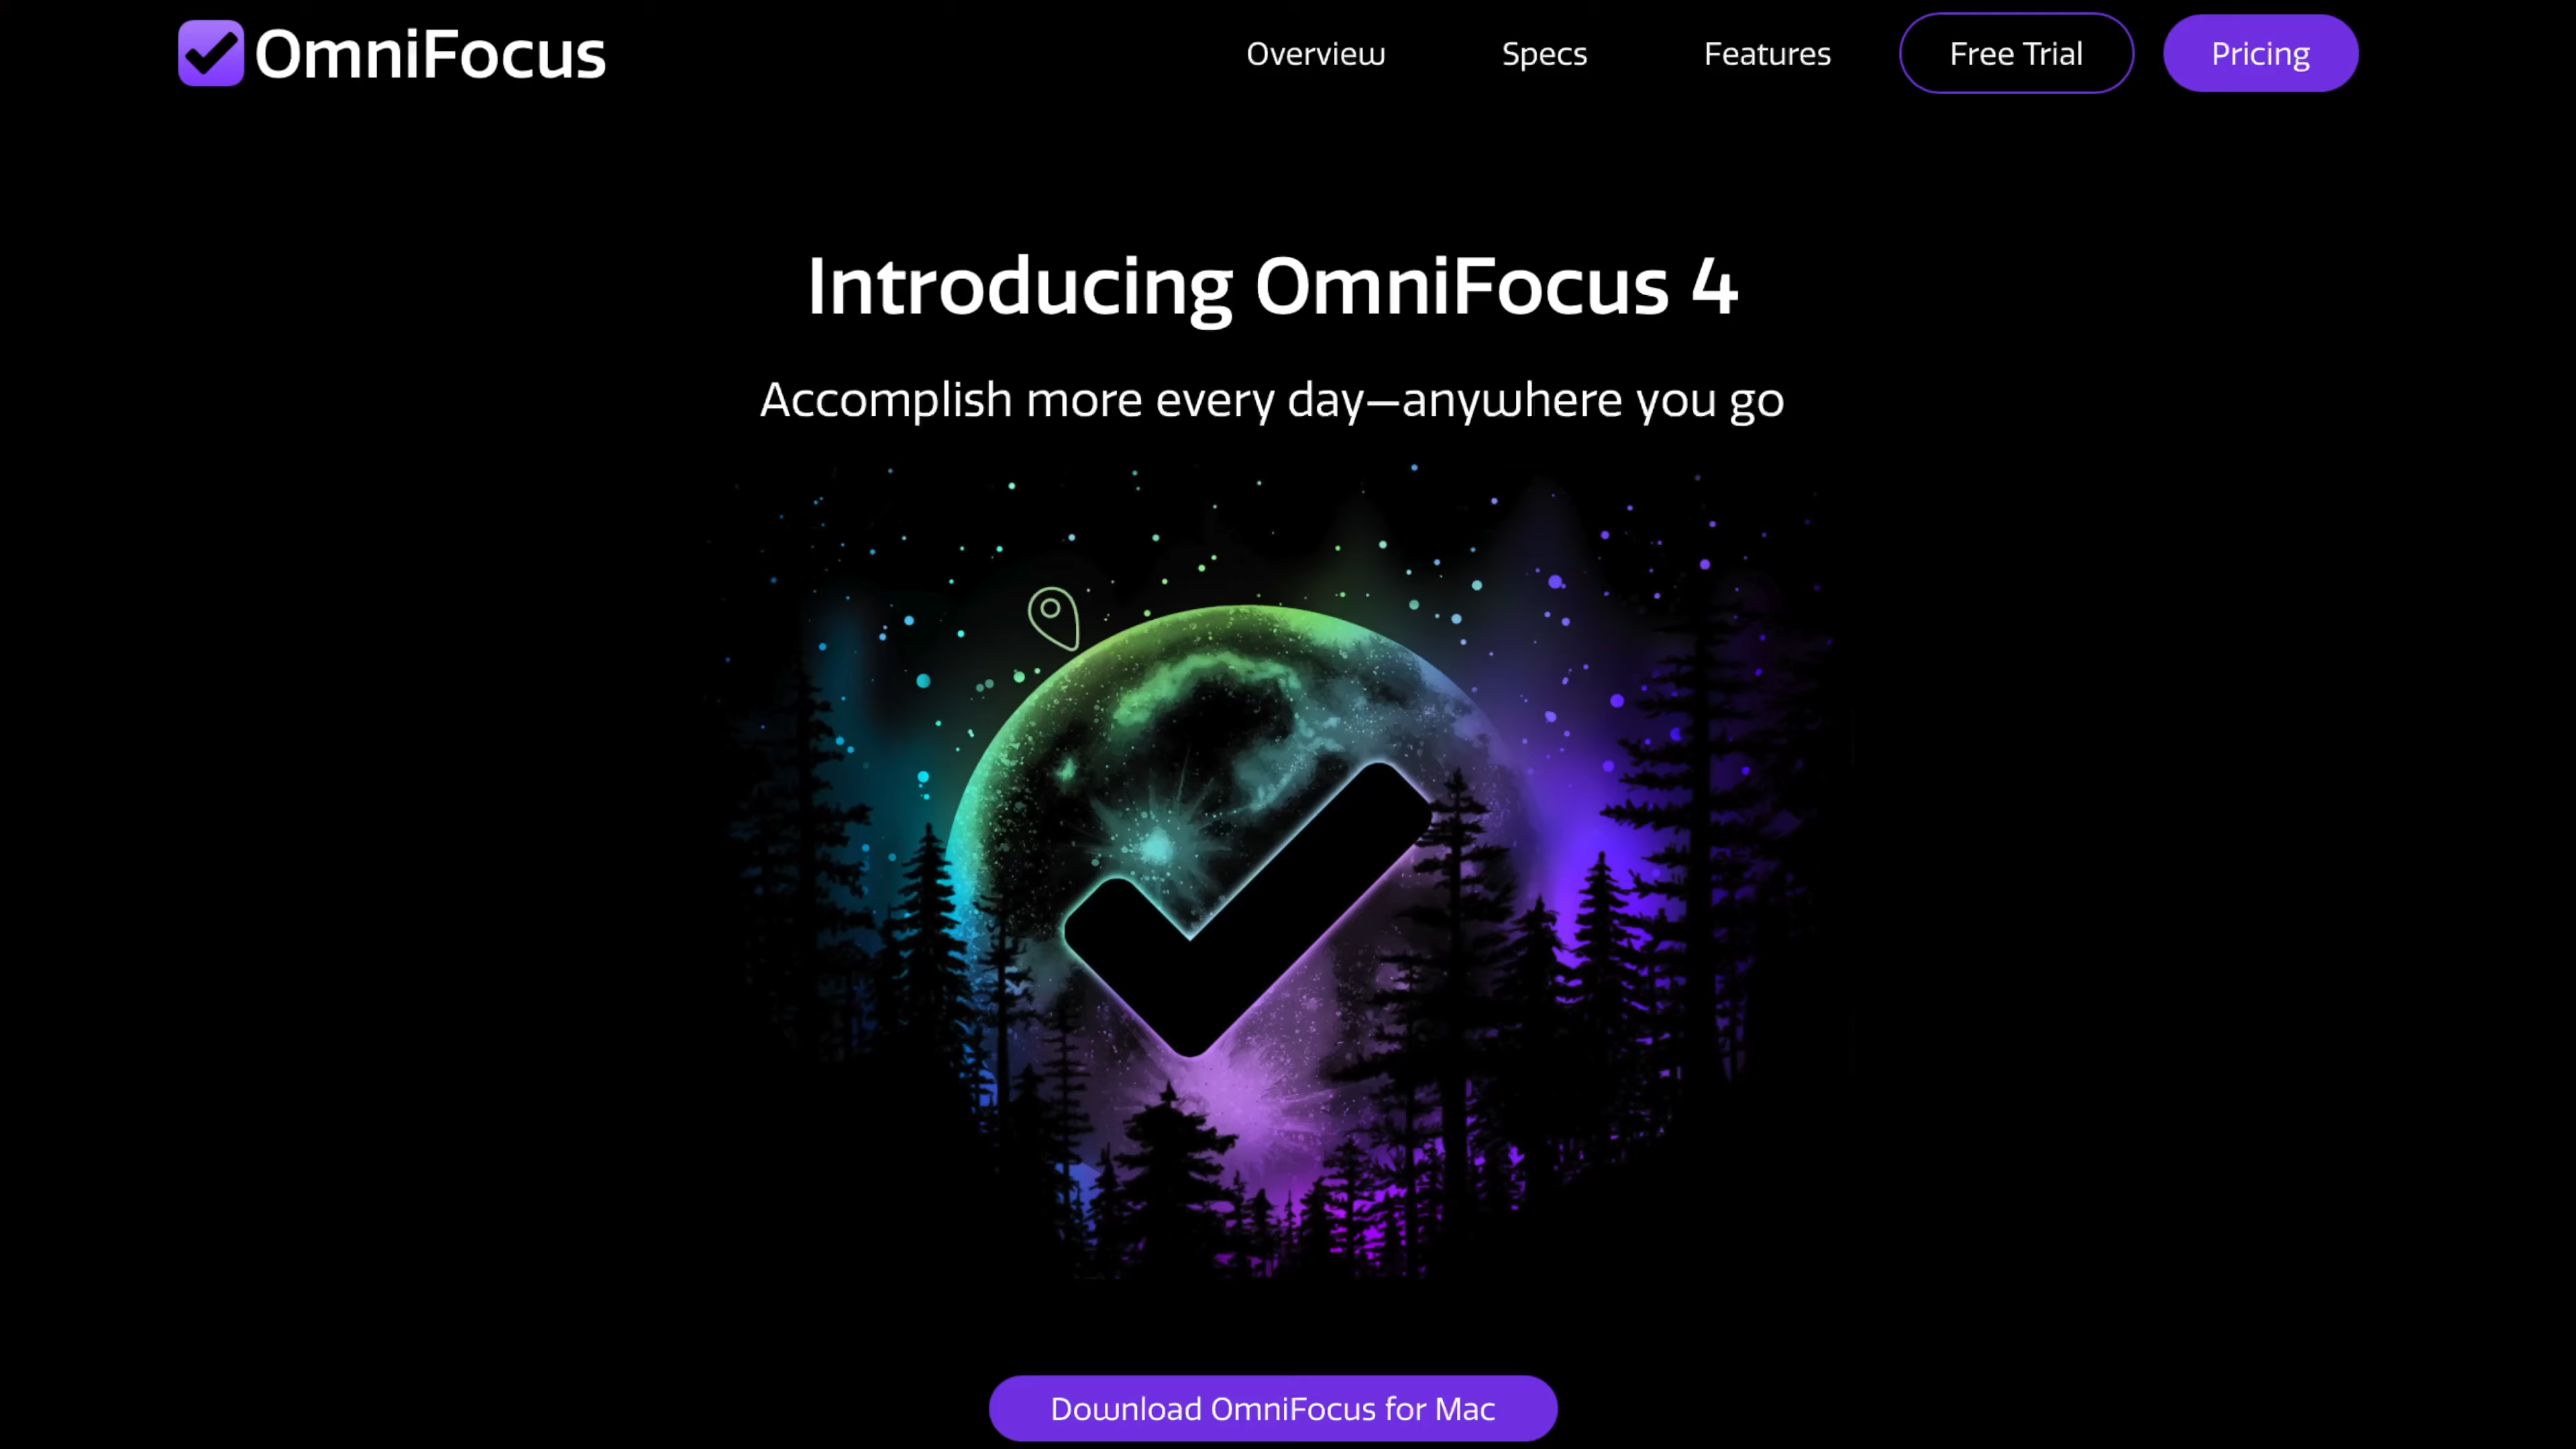 OmniFocus
Overview
Specs
Features
Free Trial
Pricing
Introducing OmniFocus 4
Accomplish more every day—anywhere you go
Download OmniFocus for Mac